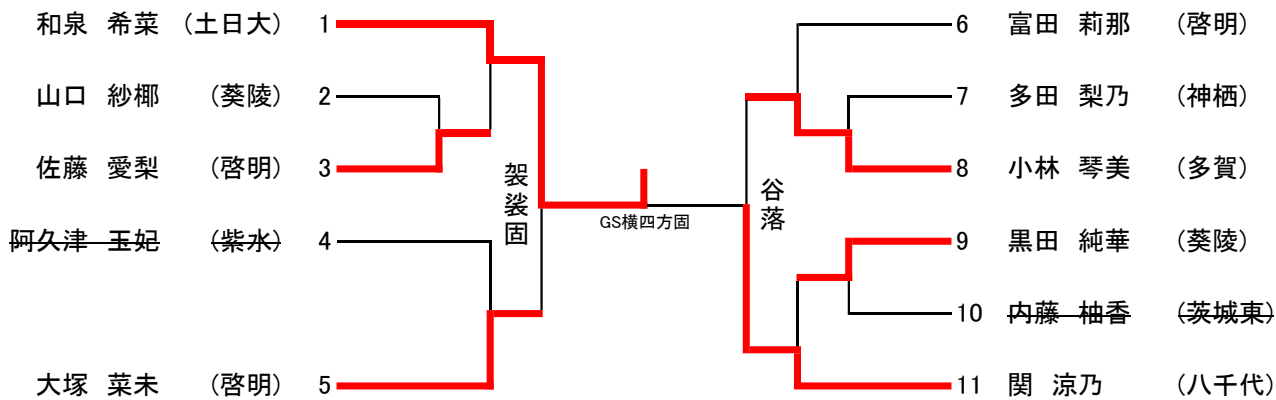 和泉 希菜 (土日大) 1
山口 紗椰 (葵陵) 2
佐藤 愛梨 (啓明) 3
阿久津 玉妃 (紫水) 4
大塚 菜未 (啓明) 5
袈裟固
GS横四方固
谷落
6 富田 莉那 (啓明)
7 多田 梨乃 (神栖)
8 小林 琴美 (多賀)
9 黒田 純華 (葵陵)
10 内藤 柚香 (茨城東)
11 関 涼乃 (八千代)